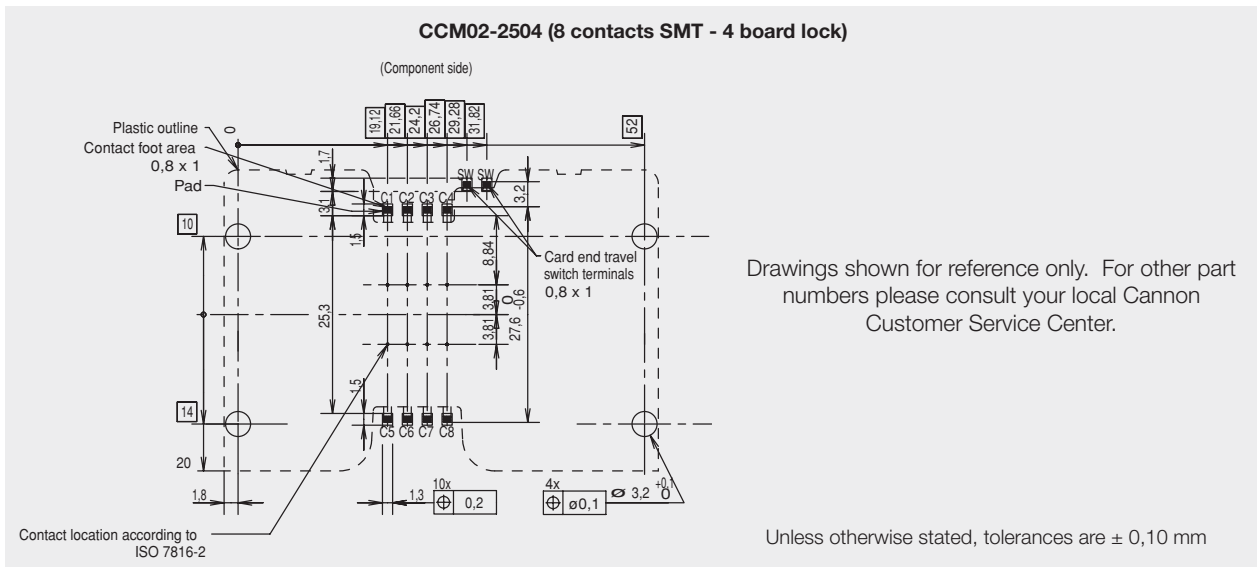 CCM02-2504 (8 contacts SMT - 4 board lock)
(Component side)
0
19,12
21,66
24,2
26,74
29,28
31,82
52
Plastic outline
Contact foot area
0,8 x 1
Pad
1,7
3,1
1,5
SW SW
C1 C2 C3 C4
3,2
10
8,84
Card end travel
switch terminals
0,8 x 1
Drawings shown for reference only. For other part
numbers please consult your local Cannon
Customer Service Center.
25,3
3,81
3,81
27,6 0 -0,6
1,5
14
C5 C6 C7 C8
20
1,8
1,3
10x
0,2
4x
ø0,1
Ø 3,2 +0,1 0
Contact location according to
ISO 7816-2
Unless otherwise stated, tolerances are ± 0,10 mm